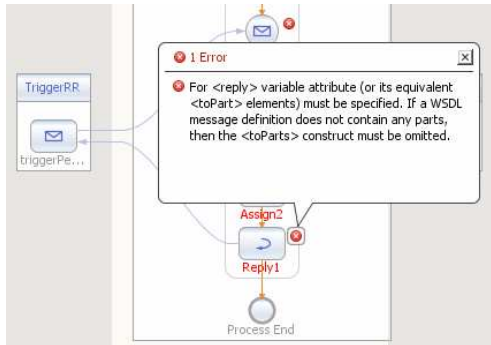 1 Error
For <reply> variable attribute (or its equivalent
<toPart> elements) must be specified. If a WSDL
message definition does not contain any parts,
then the <toParts> construct must be omitted.
TriggerRR
triggerPe...
Assign2
Reply1
Process End